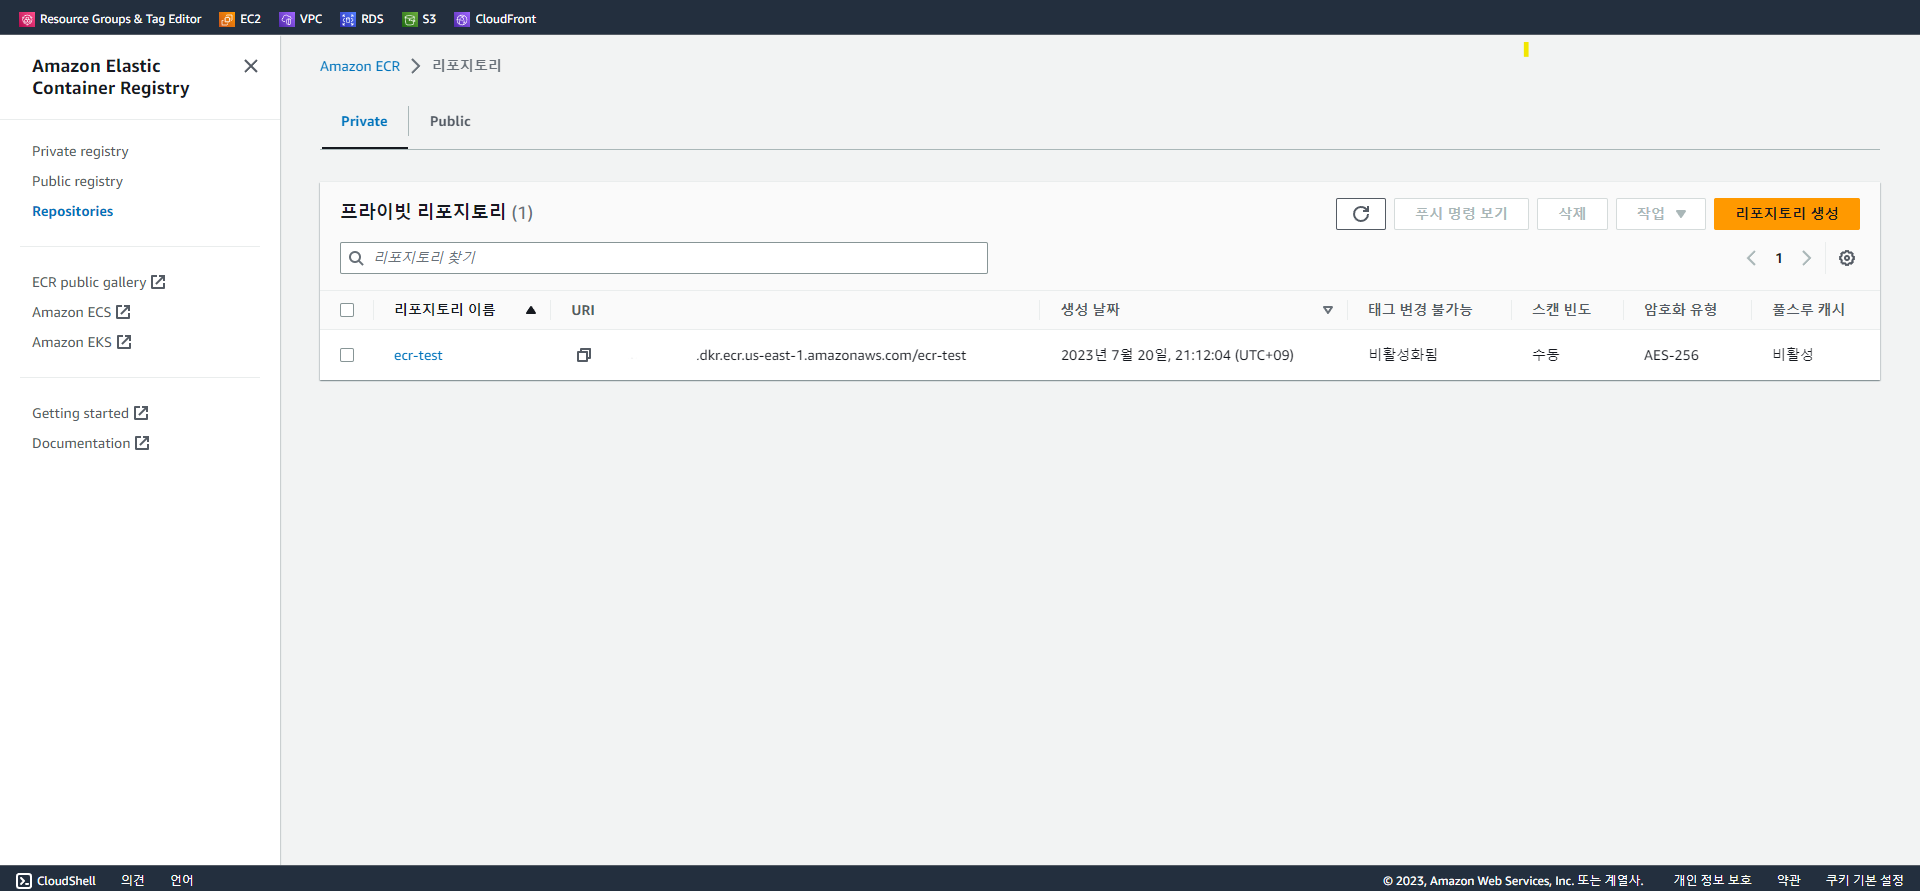 Resource Groups & Tag Editor EC2 VPC RDS S3 CloudFront
Amazon Elastic
Container Registry
Private registry
Public registry
Repositories
ECR public gallery
Amazon ECS
Amazon EKS
Getting started
Documentation
Amazon ECR 리포지토리
Private Public
프라이빗 리포지토리 (1)
푸시 명령 보기 삭제 작업 리포지토리 생성
리포지토리 찾기
1
리포지토리 이름 URI 생성 날짜 태그 변경 불가능 스캔 빈도 암호화 유형 풀스루 캐시
ecr-test .dkr.ecr.us-east-1.amazonaws.com/ecr-test 2023년 7월 20일, 21:12:04 (UTC+09) 비활성화됨 수동 AES-256 비활성
CloudShell 의견 언어 © 2023, Amazon Web Services, Inc. 또는 계열사. 개인 정보 보호 약관 쿠키 기본 설정